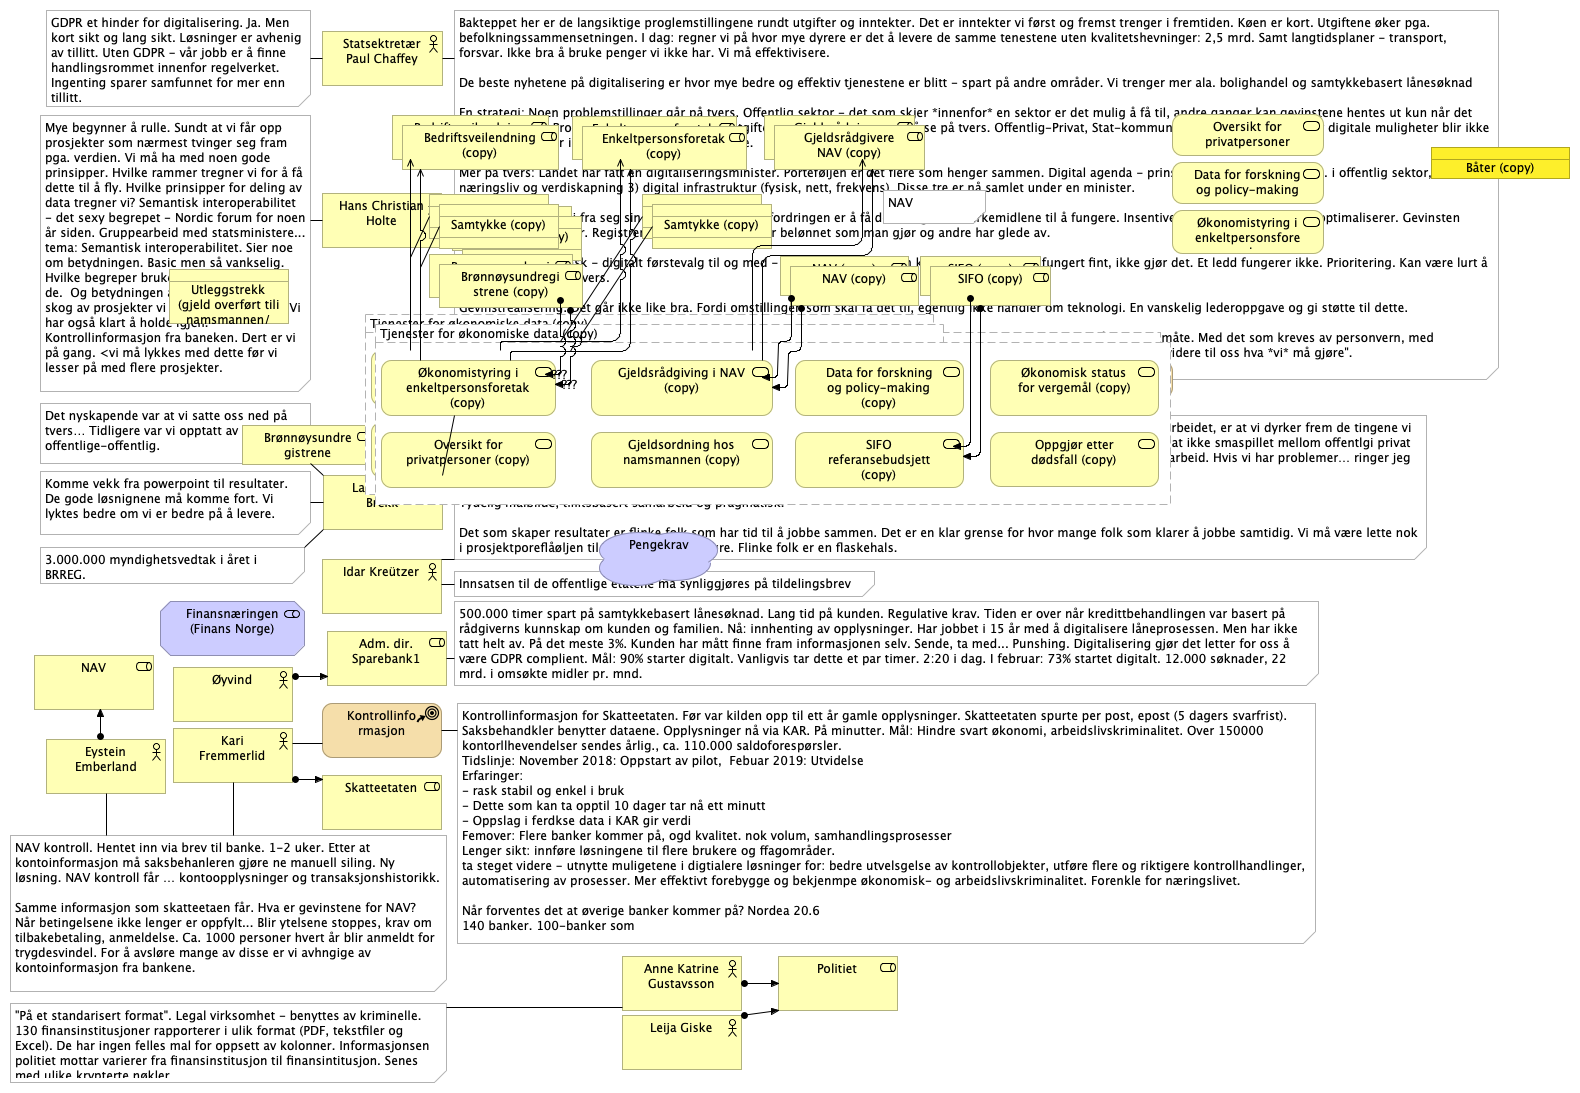 GDPR et hinder for digitalisering. Ja. Men
kort sikt og lang sikt. Løsninger er avhenig
av tillitt. Uten GDPR – vår jobb er å finne
handlingsrommet innenfor regelverket.
Ingenting sparer samfunnet for mer enn
tillitt.
Statsektretær
Paul Chaffey
Bakteppet her er de langsiktige proglemstillingene rundt utgifter og inntekter. Det er inntekter vi først og fremst trenger i fremtiden. Køen er kort. Utgiftene øker pga.
befolkningssammensetningen. I dag: regner vi på hvor mye dyrere er det å levere de samme tenestene uten kvalitetshevninger: 2,5 mrd. Samt langtidsplaner – transport,
forsvar. Ikke bra å bruke penger vi ikke har. Vi må effektivisere.
De beste nyhetene på digitalisering er hvor mye bedre og effektiv tjenestene er blitt – spart på andre områder. Vi trenger mer ala. bolighandel og samtykkebasert lånesøknad
En strategi: Noen problemstillinger går på tvers. Offentlig sektor – det som skjer *innenfor* en sektor er det mulig å få til, andre ganger kan gevinstene hentes ut kun når det
se på tvers. Offentlig-Privat, Stat-kommun
digitale muligheter blir ikke
Mer på tvers: Landet har fått en digitaliseringsminister. Porteføljen er det flere som henger sammen. Digital agenda – prins
i offentlig sektor,
næringsliv og verdiskapning 3) digital infrastruktur (fysisk, nett, frekvens). Disse tre er nå samlet under en minister.
i fra seg
fordringen er å få d
rkemidlene til å fungere. Insentive
optimaliserer. Gevinsten
r. Registre
r belønnet som man gjør og andre har glede av.
sk – digitalt førstevalg til og med –
fungert fint, ikke gjør det. Et ledd fungerer ikke. Prioritering. Kan være lurt å
vers.
Gevinstrealisering: Det går ikke like bra. Fordi omstillingen som skal få det til, egentlig ikke handler om teknologi. En vanskelig lederoppgave og gi støtte til dette.
måte. Med det som kreves av personvern, med
videre til oss hva *vi* må gjøre".
Mye begynner å rulle. Sundt at vi får opp
prosjekter som nærmest tvinger seg fram
pga. verdien. Vi må ha med noen gode
prinsipper. Hvilke rammer tregner vi for å få
dette til å fly. Hvilke prinsipper for deling av
data tregner vi? Semantisk interoperabilitet
– det sexy begrepet – Nordic forum for noen
år siden. Gruppearbeid med statsministere...
tema: Semantisk interoperabilitet. Sier noe
om betydningen. Basic men så vankselig.
Hvilke begreper bruk
de. Og betydningen
skog av prosjekter vi
Vi
har også klart å holde igjen.
Kontrollinformasjon fra baneken. Dert er vi
på gang. <vi må lykkes med dette før vi
lesser på med flere prosjekter.
Hans Christian
Holte
Utleggstrekk
(gjeld overført tili
namsmannen/
Bedriftsveilendning
(copy)
Enkeltpersonsforetak
(copy)
Gjeldsrådgivere
NAV (copy)
Oversikt for
privatpersoner
Data for forskning
og policy-making
Økonomistyring i
enkeltpersonsfore
Båter (copy)
NAV
Samtykke (copy)
Samtykke (copy)
Brønnøysundregi
strene (copy)
NAV (copy)
SIFO (copy)
Tjenester for økonomiske data (copy)
Tjenester for økonomiske data (copy)
Økonomistyring i
enkeltpersonsforetak
(copy)
???
???
Gjeldsrådgiving i NAV
(copy)
Data for forskning
og policy-making
(copy)
Økonomisk status
for vergemål (copy)
Oversikt for
privatpersoner (copy)
Gjeldsordning hos
namsmannen (copy)
SIFO
referansebudsjett
(copy)
Oppgjør etter
dødsfall (copy)
Det nyskapende var at vi satte oss ned på
tvers... Tidligere var vi opptatt av
offentlige-offentlig.
Brønnøysundre
gistrene
Komme vekk fra powerpoint til resultater.
De gode løsnignene må komme fort. Vi
lyktes bedre om vi er bedre på å levere.
La
Brekk
3.000.000 myndighetsvedtak i året i
BRREG.
rbeidet, er at vi dyrker frem de tingene vi
at ikke smaspillet mellom offentlgi privat
arbeid. Hvis vi har problemer... ringer jeg
Tydelig målbilde, tillitsbasert samarbeid og pragmatisk.
Det som skaper resultater er flinke folk som har tid til å jobbe sammen. Det er en klar grense for hvor mange folk som klarer å jobbe samtidig. Vi må være lette nok
i prosjektporeflåøljen til
gre. Flinke folk er en flaskehals.
Pengekrav
Idar Kreützer
Innsatsen til de offentlige etatene må synliggjøres på tildelingsbrev
Finansnæringen
(Finans Norge)
Adm. dir.
Sparebank1
500.000 timer spart på samtykkebasert lånesøknad. Lang tid på kunden. Regulative krav. Tiden er over når kredittbehandlingen var basert på
rådgiverns kunnskap om kunden og familien. Nå: innhenting av opplysninger. Har jobbet i 15 år med å digitalisere låneprosessen. Men har ikke
tatt helt av. På det meste 3%. Kunden har mått finne fram informasjonen selv. Sende, ta med... Punshing. Digitalisering gjør det letter for oss å
være GDPR complient. Mål: 90% starter digitalt. Vanligvis tar dette et par timer. 2:20 i dag. I februar: 73% startet digitalt. 12.000 søknader, 22
mrd. i omsøkte midler pr. mnd.
NAV
Øyvind
Kontrollinfo
rmasjon
Eystein
Emberland
Kari
Fremmerlid
Skatteetaten
Kontrollinformasjon for Skatteetaten. Før var kilden opp til ett år gamle opplysninger. Skatteetaten spurte per post, epost (5 dagers svarfrist).
Saksbehandkler benytter dataene. Opplysninger nå via KAR. På minutter. Mål: Hindre svart økonomi, arbeidslivskriminalitet. Over 150000
kontorllhevendelser sendes årlig., ca. 110.000 saldoforespørsler.
Tidslinje: November 2018: Oppstart av pilot,  Febuar 2019: Utvidelse
Erfaringer:
– rask stabil og enkel i bruk
– Dette som kan ta opptil 10 dager tar nå ett minutt
– Oppslag i ferdkse data i KAR gir verdi
Femover: Flere banker kommer på, ogd kvalitet. nok volum, samhandlingsprosesser
Lenger sikt: innføre løsningene til flere brukere og ffagområder.
ta steget videre – utnytte muligetene i digtialere løsninger for: bedre utvelsgelse av kontrollobjekter, utføre flere og riktigere kontrollhandlinger,
automatisering av prosesser. Mer effektivt forebygge og bekjenmpe økonomisk– og arbeidslivskriminalitet. Forenkle for næringslivet.
Når forventes det at øverige banker kommer på? Nordea 20.6
140 banker. 100-banker som
NAV kontroll. Hentet inn via brev til banke. 1-2 uker. Etter at
kontoinformasjon må saksbehanleren gjøre ne manuell siling. Ny
løsning. NAV kontroll får ... kontoopplysninger og transaksjonshistorikk.
Samme informasjon som skatteetaen får. Hva er gevinstene for NAV?
Når betingelsene ikke lenger er oppfylt... Blir ytelsene stoppes, krav om
tilbakebetaling, anmeldelse. Ca. 1000 personer hvert år blir anmeldt for
trygdesvindel. For å avsløre mange av disse er vi avhngige av
kontoinformasjon fra bankene.
Anne Katrine
Gustavsson
Politiet
Leija Giske
"På et standarisert format". Legal virksomhet – benyttes av kriminelle.
130 finansinstitusjoner rapporterer i ulik format (PDF, tekstfiler og
Excel). De har ingen felles mal for oppsett av kolonner. Informasjonsen
politiet mottar varierer fra finansinstitusjon til finansintitusjon. Senes
med ulike krypterte nøkler